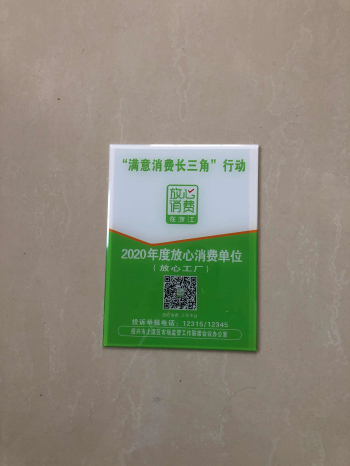 “满意消费长三角”行动
放心
消费
在浙江
2020年度放心消费单位
（放心工厂）
投诉举报电话：12315/12345